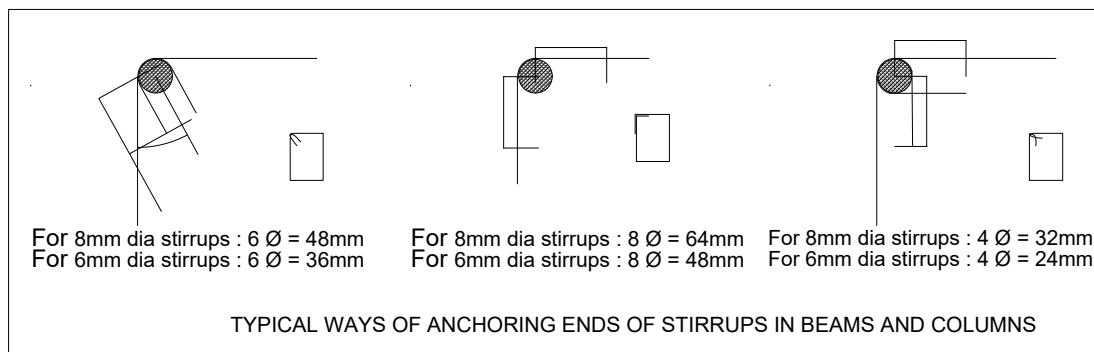 For 8mm dia stirrups : 6 Ø = 48mm
For 6mm dia stirrups : 6 Ø = 36mm
For 8mm dia stirrups : 8 Ø = 64mm
For 6mm dia stirrups : 8 Ø = 48mm
For 8mm dia stirrups : 4 Ø = 32mm
For 6mm dia stirrups : 4 Ø = 24mm
TYPICAL WAYS OF ANCHORING ENDS OF STIRRUPS IN BEAMS AND COLUMNS